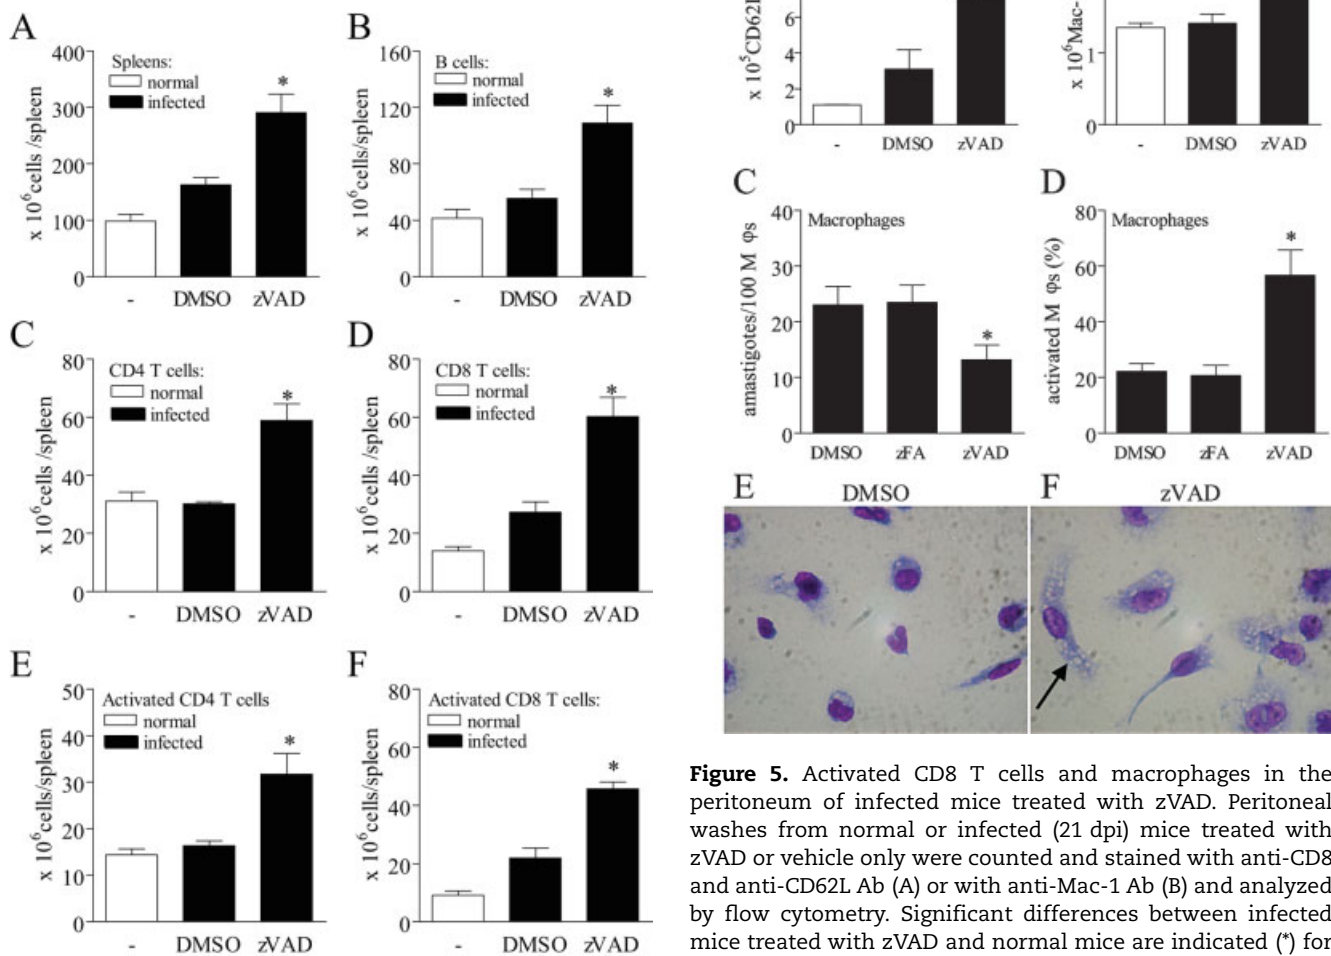 A
400
300
200
100
0
x 10⁶cells /spleen
Spleens:
normal
infected
*
-
DMSO
zVAD
B
160
120
80
40
0
x 10⁶cells/spleen
B cells:
normal
infected
*
-
DMSO
zVAD
C
80
60
40
20
0
x 10⁶cells /spleen
CD4 T cells:
normal
infected
*
-
DMSO
zVAD
D
80
60
40
20
0
x 10⁶cells /spleen
CD8 T cells:
normal
infected
*
-
DMSO
zVAD
E
50
40
30
20
10
0
x 10⁶cells/spleen
Activated CD4 T cells
normal
infected
*
-
DMSO
zVAD
F
80
60
40
20
0
x 10⁶cells/spleen
Activated CD8 T cells:
normal
infected
*
-
DMSO
zVAD
6
4
2
0
x 10⁵CD62L
-
DMSO
zVAD
1
0
x 10⁶Mac-
-
DMSO
zVAD
C
40
30
20
10
0
amastigotes/100 M φs
Macrophages
*
DMSO
zFA
zVAD
D
80
60
40
20
0
activated M φs (%)
Macrophages
*
DMSO
zFA
zVAD
E
DMSO
F
zVAD
Figure 5. Activated CD8 T cells and macrophages in the
peritoneum of infected mice treated with zVAD. Peritoneal
washes from normal or infected (21 dpi) mice treated with
zVAD or vehicle only were counted and stained with anti-CD8
and anti-CD62L Ab (A) or with anti-Mac-1 Ab (B) and analyzed
by flow cytometry. Significant differences between infected
mice treated with zVAD and normal mice are indicated (*) for